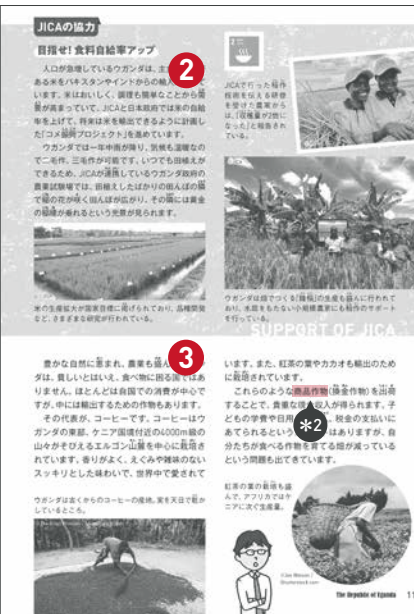 JICAの協力
目指せ!食料自給率アップ
人口が急増しているウガンダは、主
ある米をパキスタンやインドからの輸入
います。米はおいしく、調理も簡単なことから需
要が高まっていて、JICAと日本政府では米の自給
率を上げて、将来は米を輸出できるように計画し
た「コメ振興プロジェクト」を進めています。
ウガンダでは一年中雨が降り、気候も温暖なの
で二毛作、三毛作が可能です。いつでも田植えが
できるため、JICAが連携しているウガンダ政府の
農業試験場では、田植えしたばかりの田んぼの隣
で稲の花が咲く田んぼが広がり、その隣には黄金
の稲穂が垂れるという光景が見られます。
2
米の生産拡大が国家目標に掲げられており、品種開発
など、さまざまな研究が行われている。
JICAで行った稲作
技術を伝える研修
を受けた農家から
は、「収穫量が2倍に
なった」と報告され
ている。
ウガンダは畑でつくる「陸稲」の生産も盛んに行われて
おり、水田をもたない小規模農家にも稲作のサポート
を行っている。
SUPPORT OF JICA
3
豊かな自然に恵まれ、農業も盛ん
ダは、貧しいとはいえ、食べ物に困る国ではあ
りません。ほとんどは自国での消費が中心で
すが、中には輸出するための作物もあります。
その代表が、コーヒーです。コーヒーはウ
ガンダの東部、ケニア国境付近の4000m級の
山々がそびえるエルゴン山麓を中心に栽培さ
れています。香りがよく、えぐみや雑味のない
スッキリとした味わいで、世界中で愛されて
います。また、紅茶の葉やカカオも輸出のため
に栽培されています。
これらのような商品作物(換金作物)を出荷
することで、貴重な現金収入が得られます。子
どもの学費や日用 、税金の支払いに
あてられるという はありますが、自
分たちが食べる作物を育てる畑が減っている
という問題も出てきています。
*2
ウガンダは古くからのコーヒーの産地。実を天日で乾か
しているところ。
紅茶の葉の栽培も盛
んで、アフリカではケ
ニアに次ぐ生産量。
Shutterstock.com
The Republic of Uganda 11